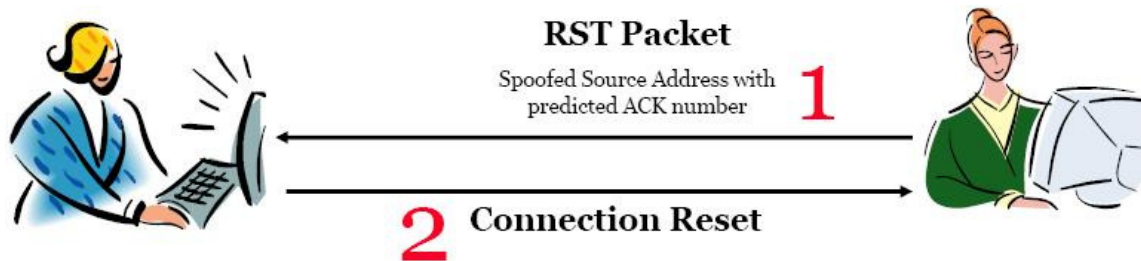 RST Packet
Spoofed Source Address with
predicted ACK number
1
2
Connection Reset